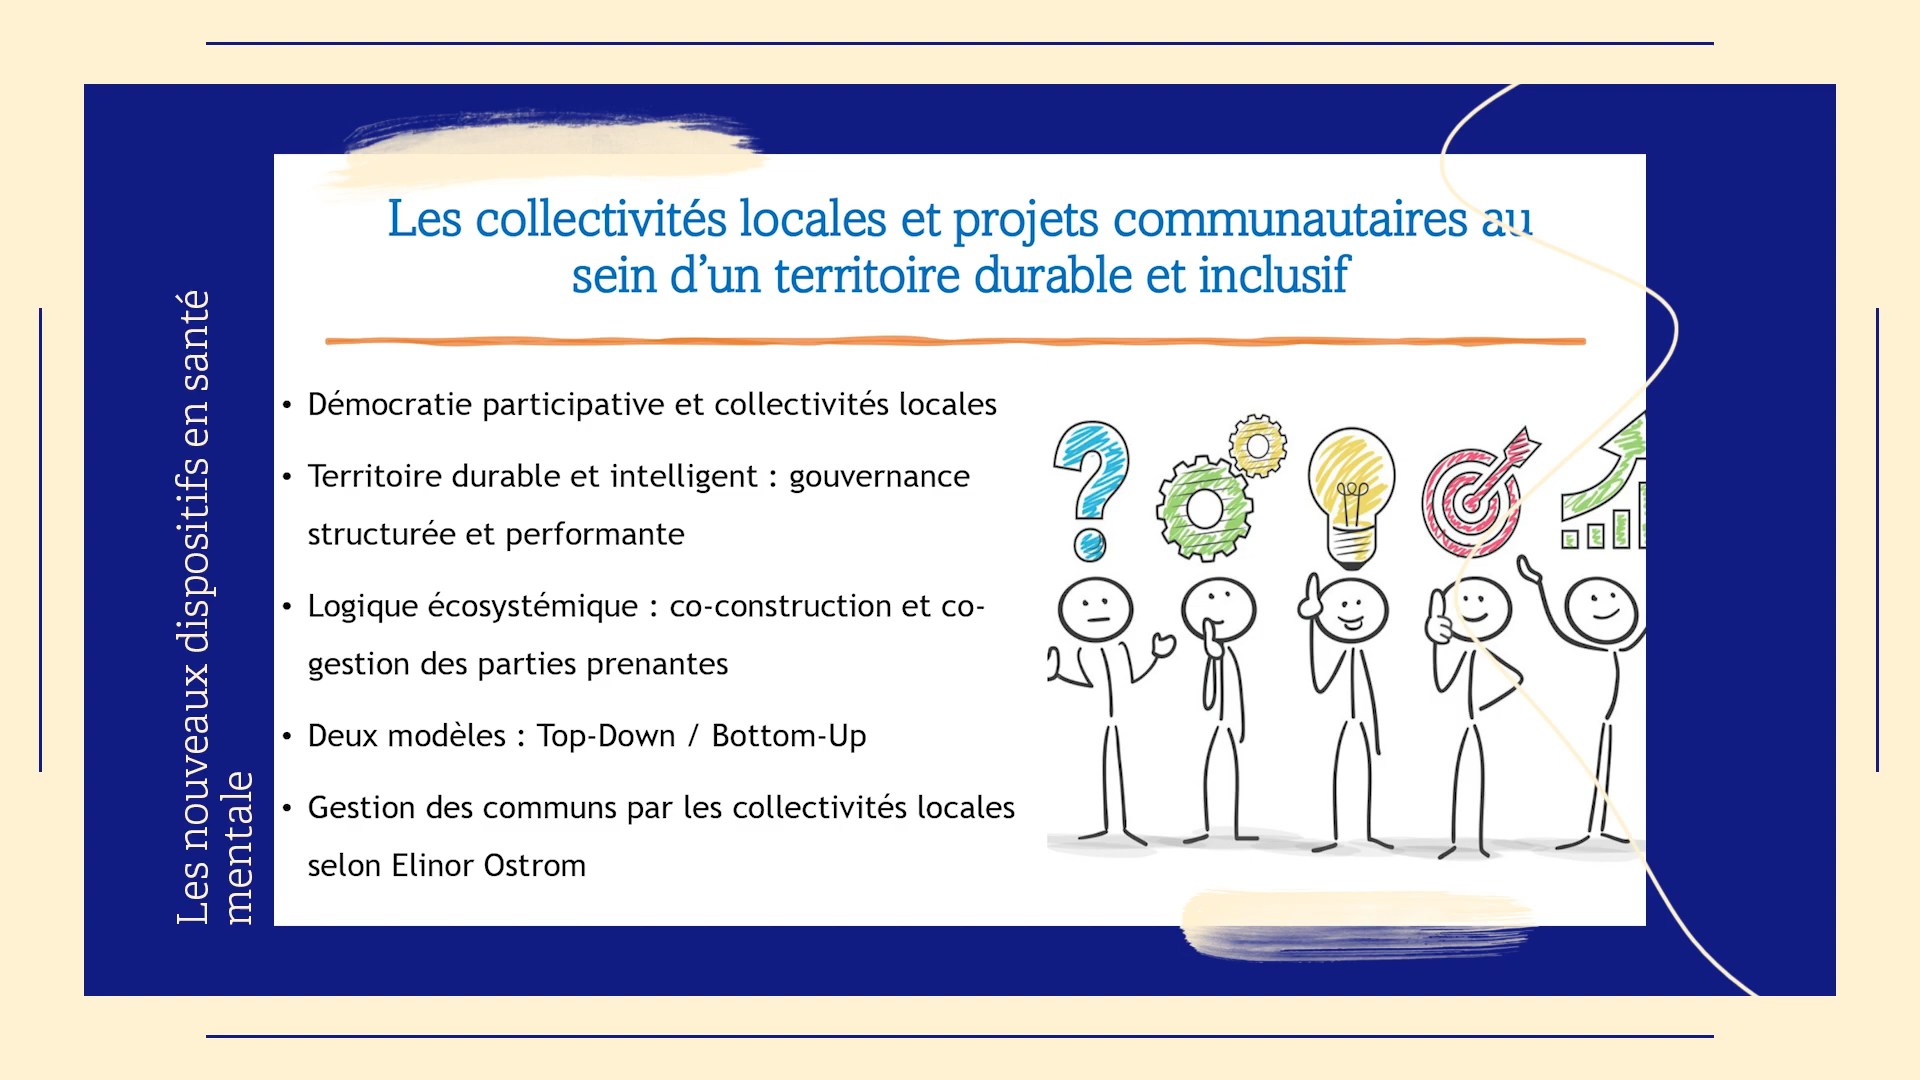 Les collectivités locales et projets communautaires au
sein d’un territoire durable et inclusif
• Démocratie participative et collectivités locales
• Territoire durable et intelligent : gouvernance
structurée et performante
• Logique écosystémique : co-construction et co-
gestion des parties prenantes
• Deux modèles : Top-Down / Bottom-Up
• Gestion des communs par les collectivités locales
selon Elinor Ostrom
Les nouveaux dispositifs en santé
mentale